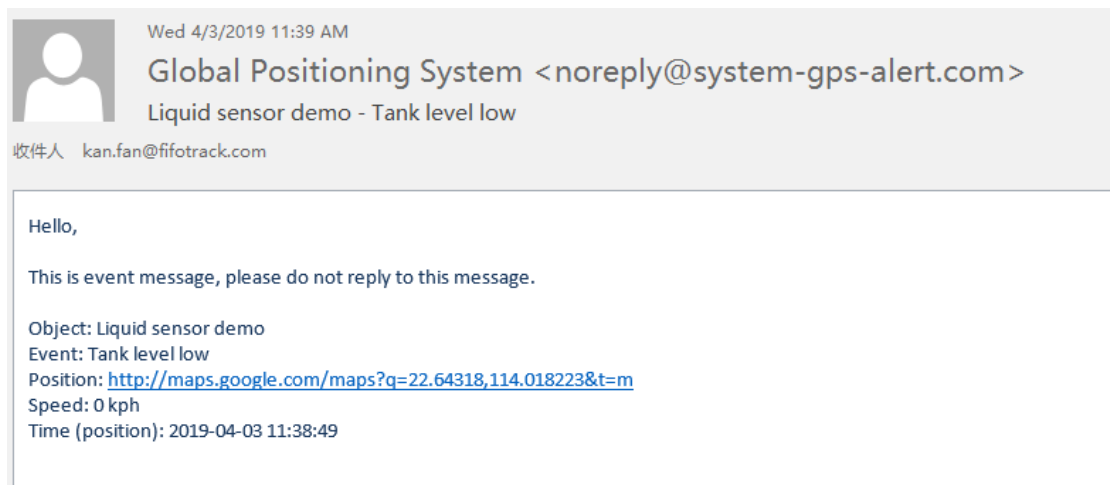 Wed 4/3/2019 11:39 AM
Global Positioning System <noreply@system-gps-alert.com>
Liquid sensor demo - Tank level low
收件人 kan.fan@fifotrack.com
Hello,
This is event message, please do not reply to this message.
Object: Liquid sensor demo
Event: Tank level low
Position: http://maps.google.com/maps?q=22.64318,114.018223&t=m
Speed: 0 kph
Time (position): 2019-04-03 11:38:49